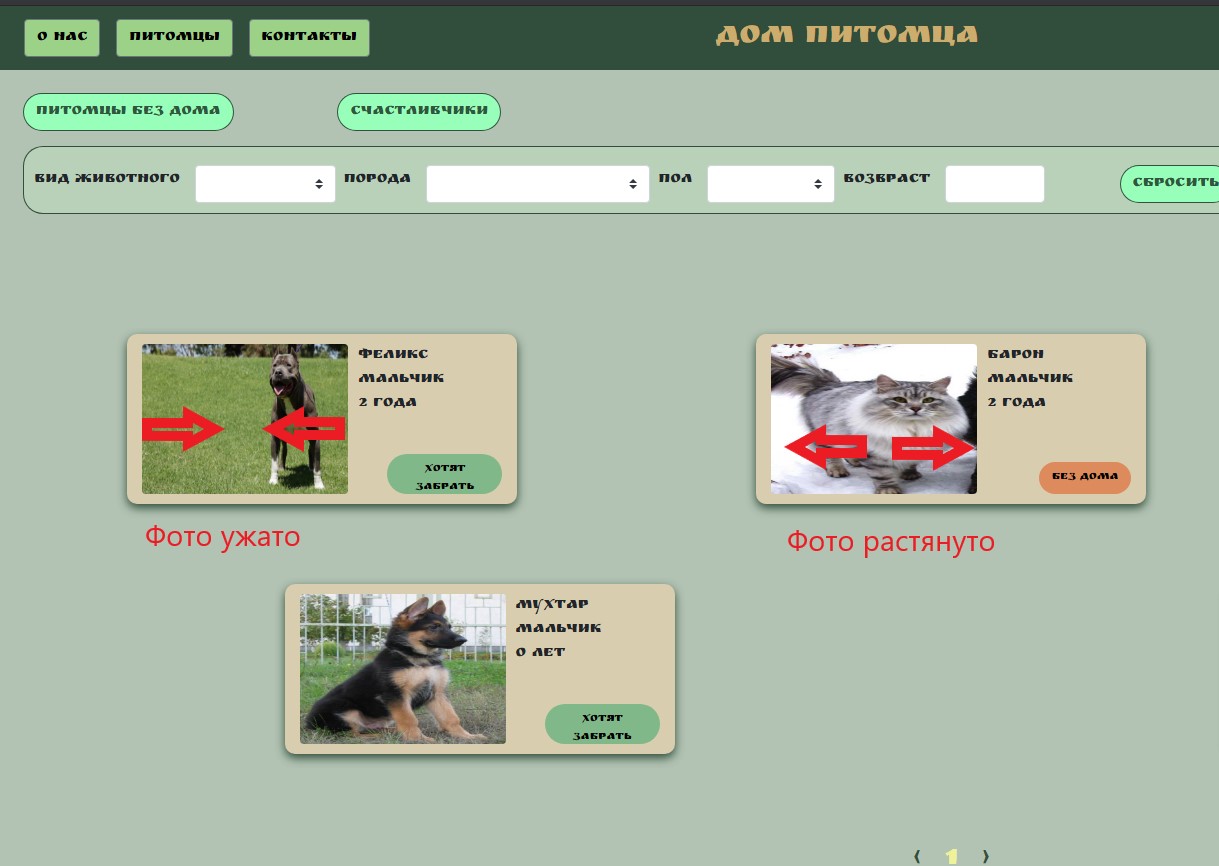 О НАС ПИТОМЦЫ КОНТАКТЫ ДОМ ПИТОМЦА
ПИТОМЦЫ БЕЗ ДОМА СЧАСТЛИВЧИКИ
ВИД ЖИВОТНОГО ПОРОДА ПОЛ ВОЗВРАСТ СБРОСИТЬ
ФЕЛИКС
МАЛЬЧИК
2 ГОДА
ХОТЯТ
ЗАБРАТЬ
Фото ужато
БАРОН
МАЛЬЧИК
2 ГОДА
БЕЗ ДОМА
Фото растянуто
МУХТАР
МАЛЬЧИК
0 ЛЕТ
ХОТЯТ
ЗАБРАТЬ
⟨ 1 ⟩